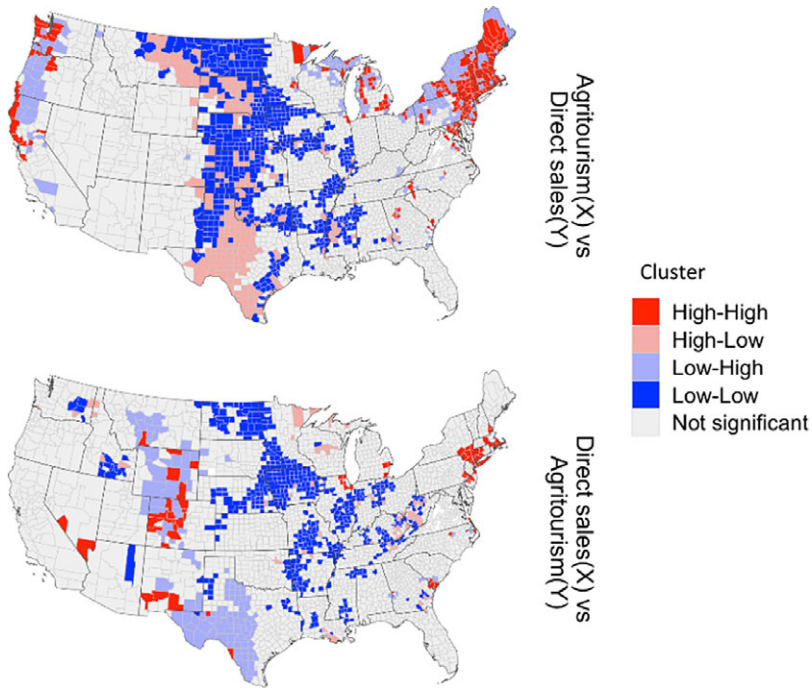 Agritourism(X) vs
Direct sales(Y)
Cluster
High-High
High-Low
Low-High
Low-Low
Not significant
Direct sales(X) vs
Agritourism(Y)